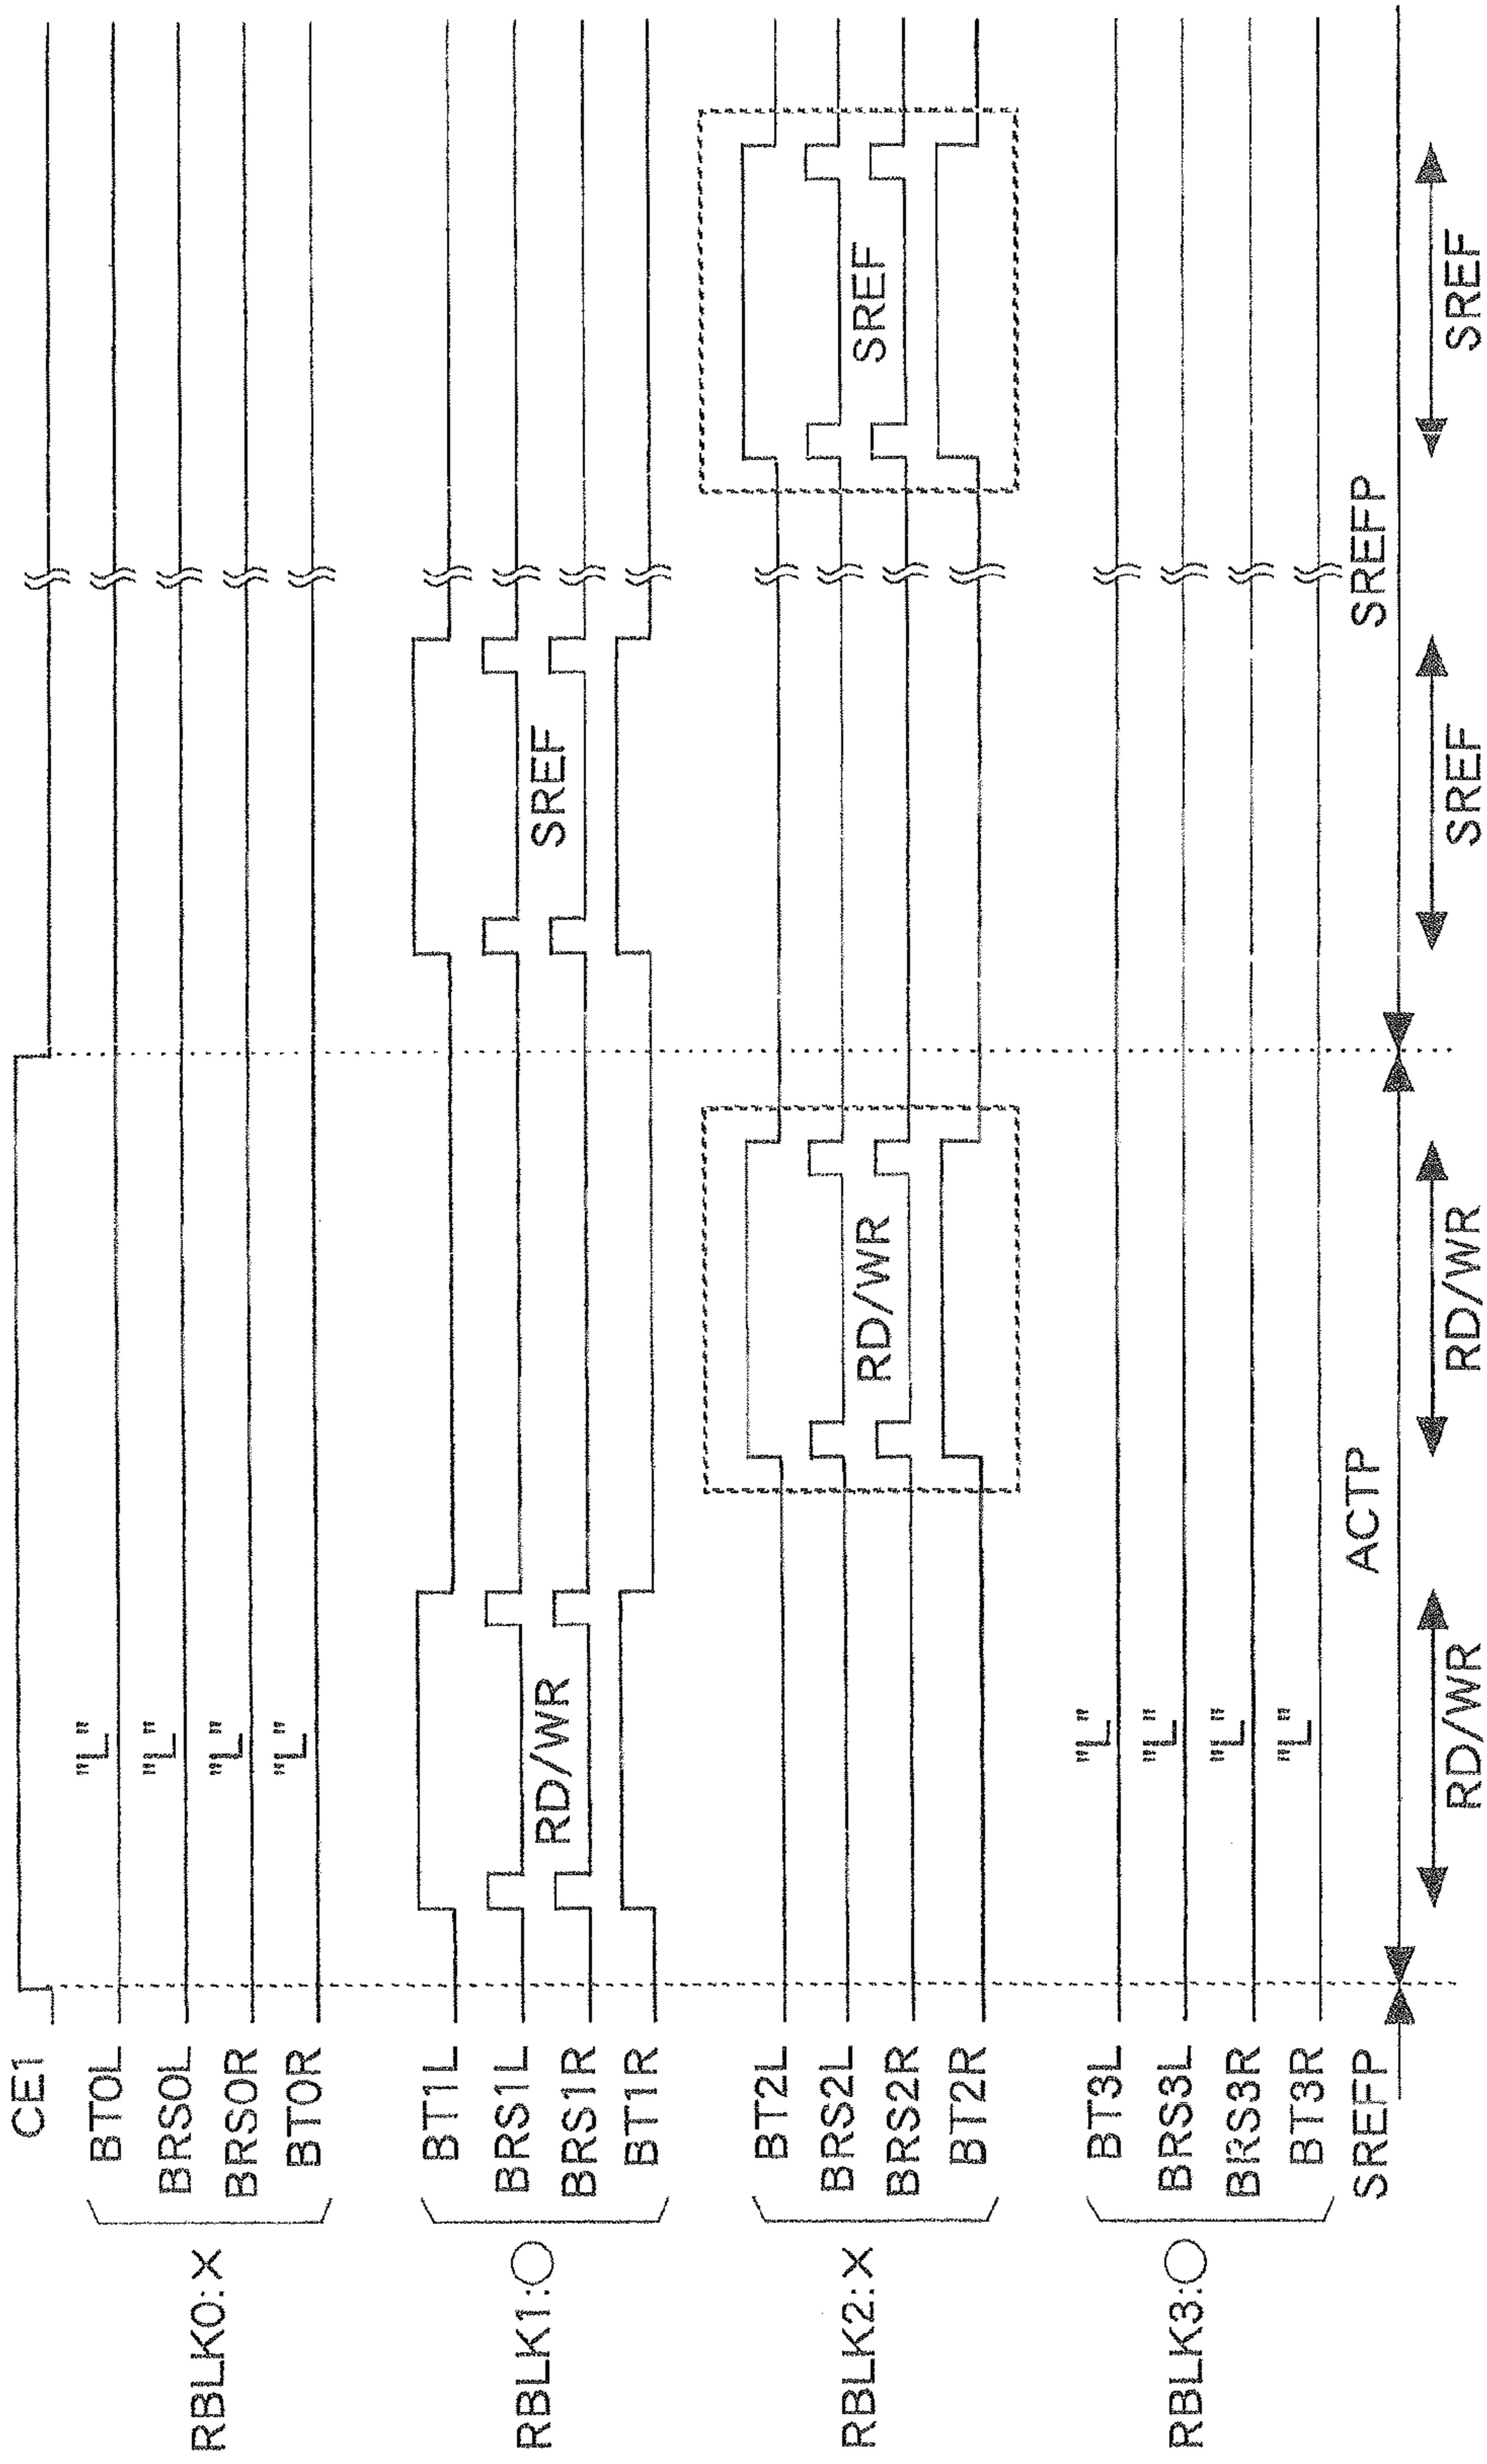 CE1
RBLK0:×
BT0L "L"
BRS0L "L"
BRS0R "L"
BT0R "L"
RBLK1:○
BT1L
BRS1L
RD/WR SREF
BRS1R
BT1R
RBLK2:×
BT2L
BRS2L
RD/WR SREF
BRS2R
BT2R
RBLK3:○
BT3L "L"
BRS3L "L"
BRS3R "L"
BT3R "L"
SREFP ACTP SREFP
RD/WR RD/WR SREF SREF